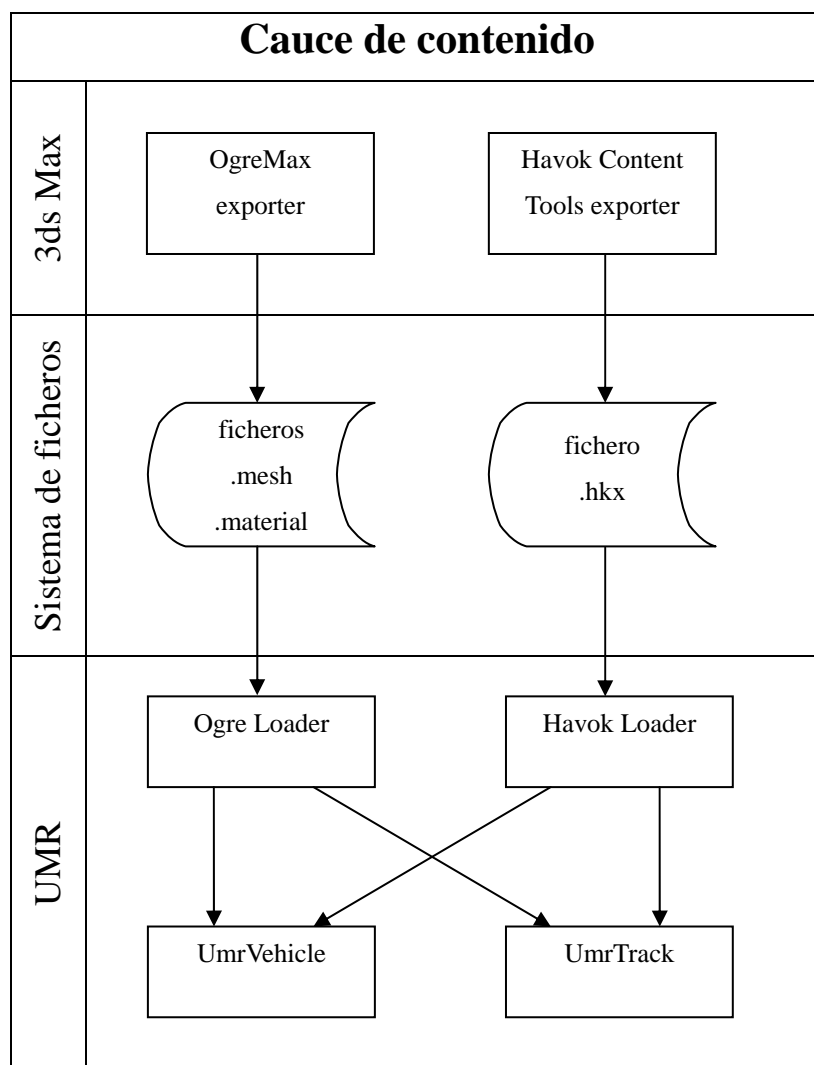 Cauce de contenido
3ds Max
OgreMax
exporter
Havok Content
Tools exporter
Sistema de ficheros
ficheros
.mesh
.material
fichero
.hkx
UMR
Ogre Loader
Havok Loader
UmrVehicle
UmrTrack